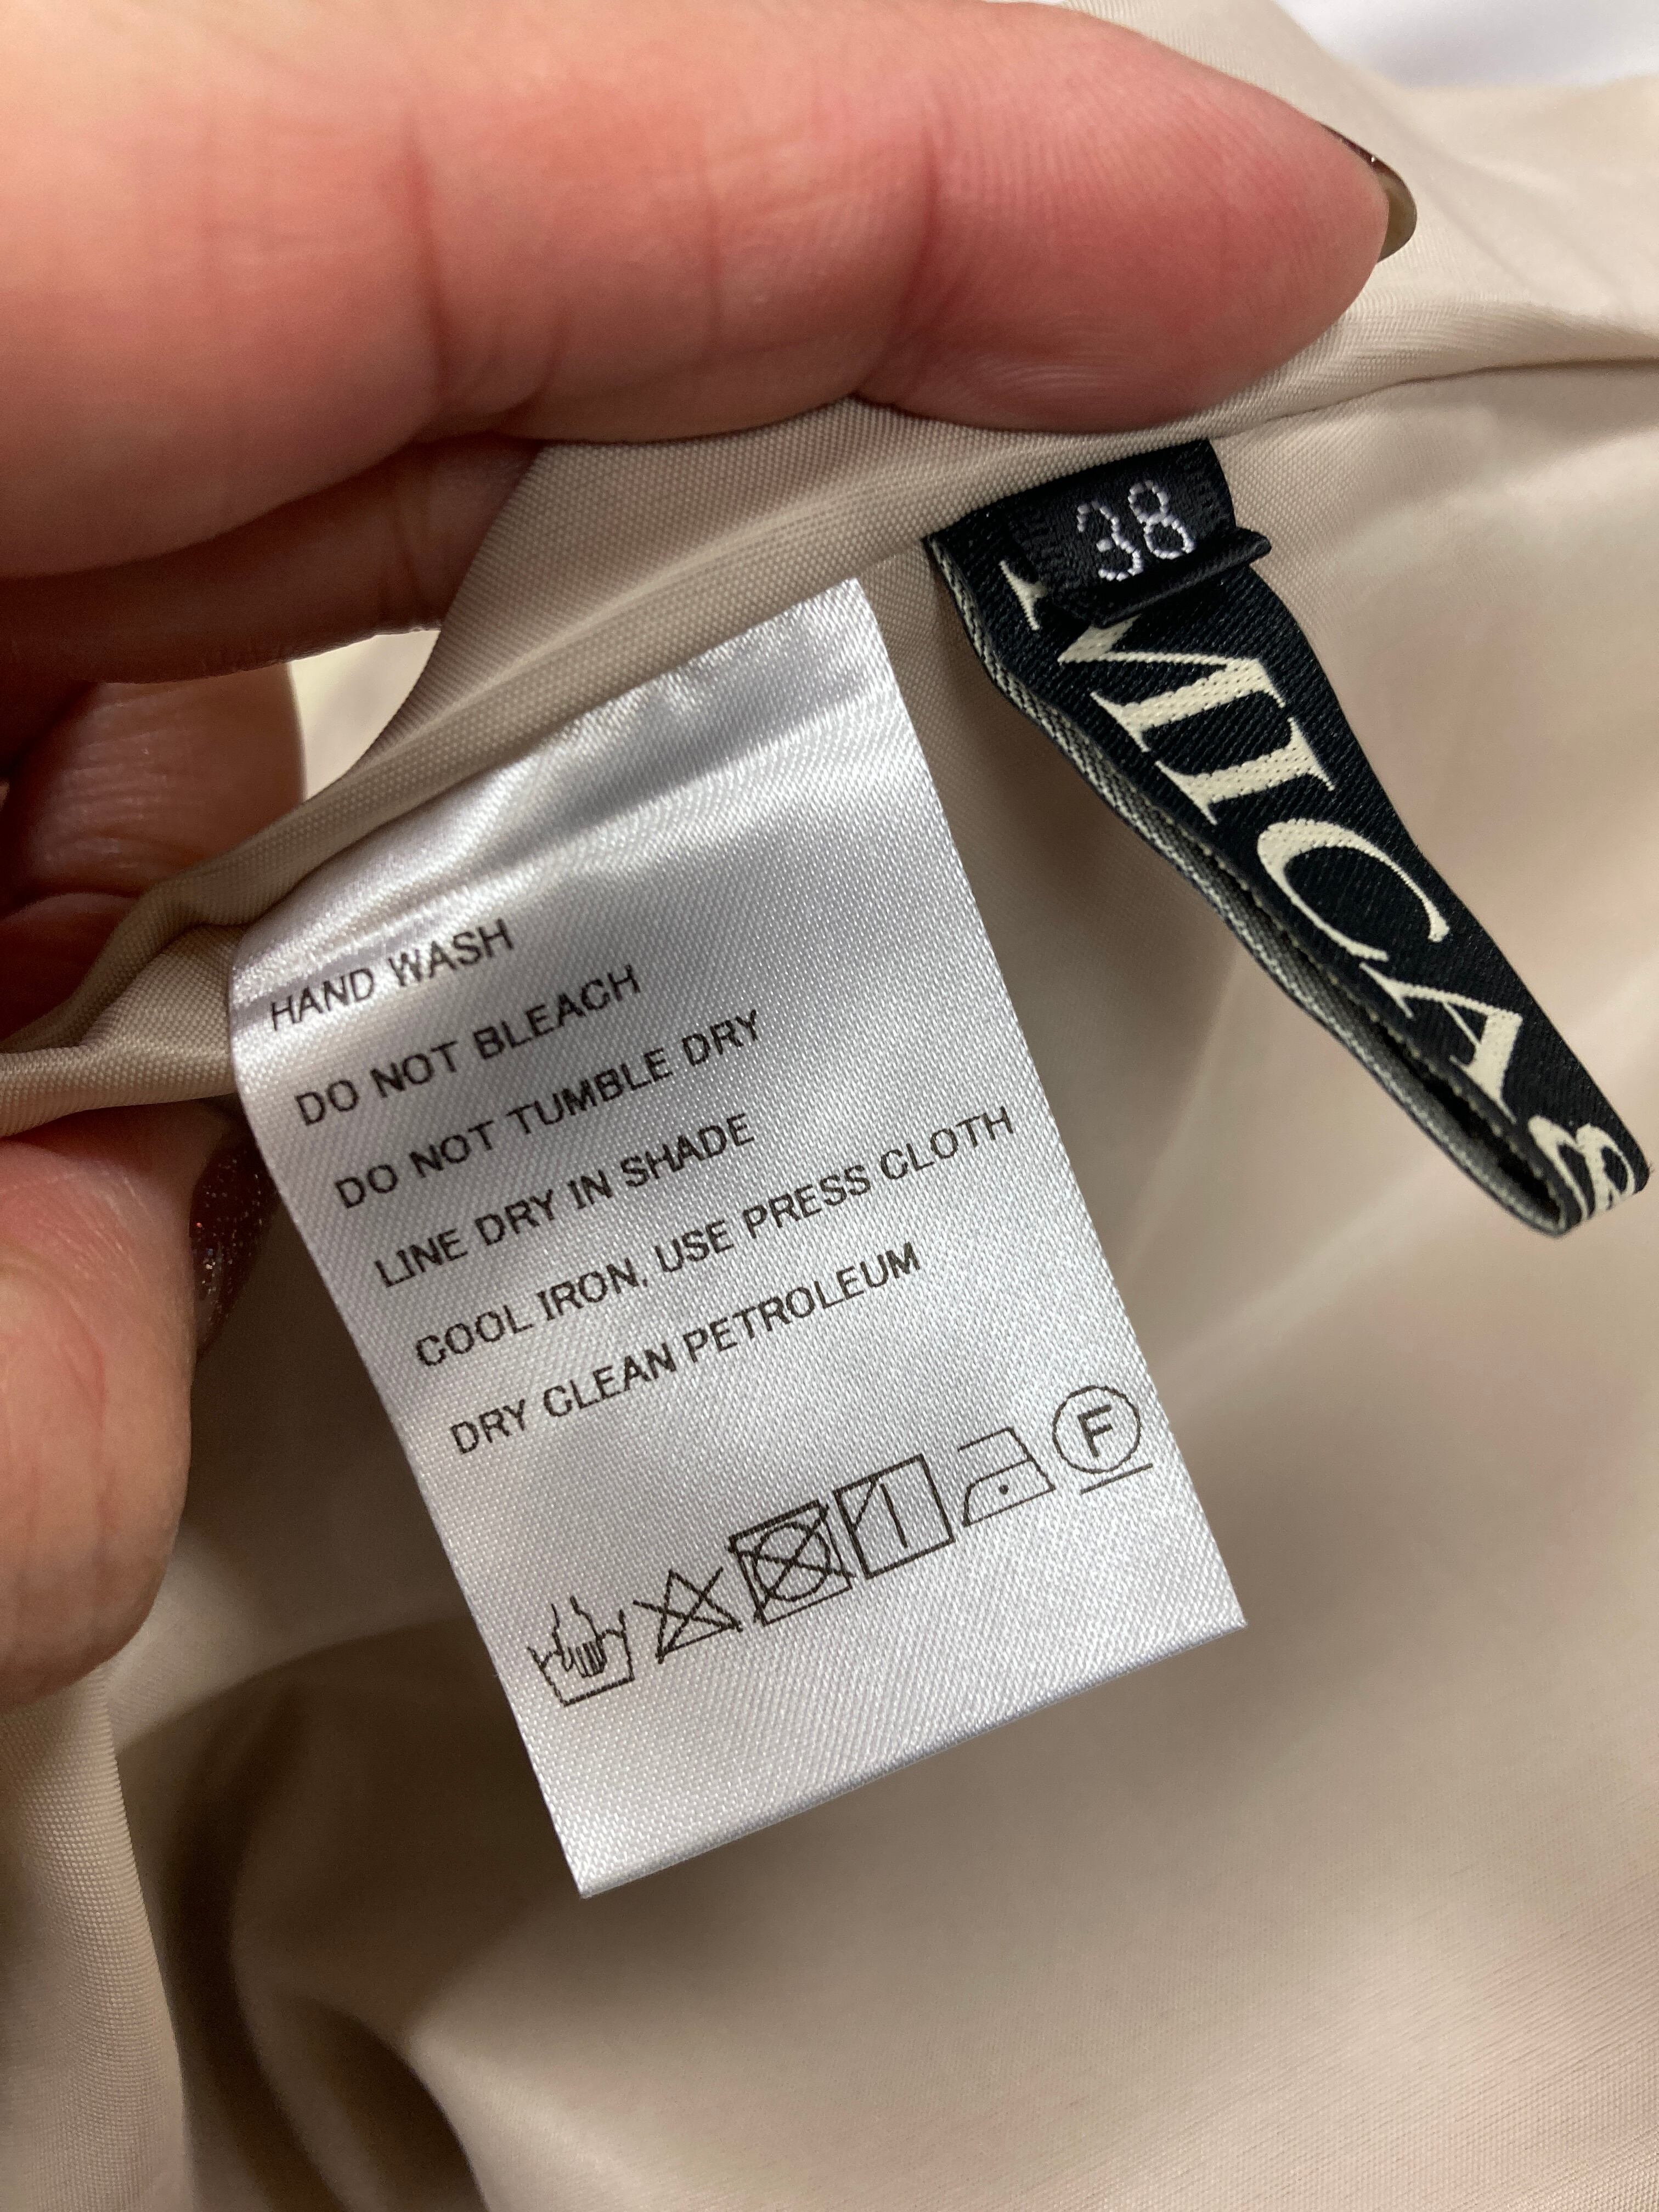 38
MICA&
HAND WASH
DO NOT BLEACH
DO NOT TUMBLE DRY
LINE DRY IN SHADE
COOL IRON, USE PRESS CLOTH
DRY CLEAN PETROLEUM
F